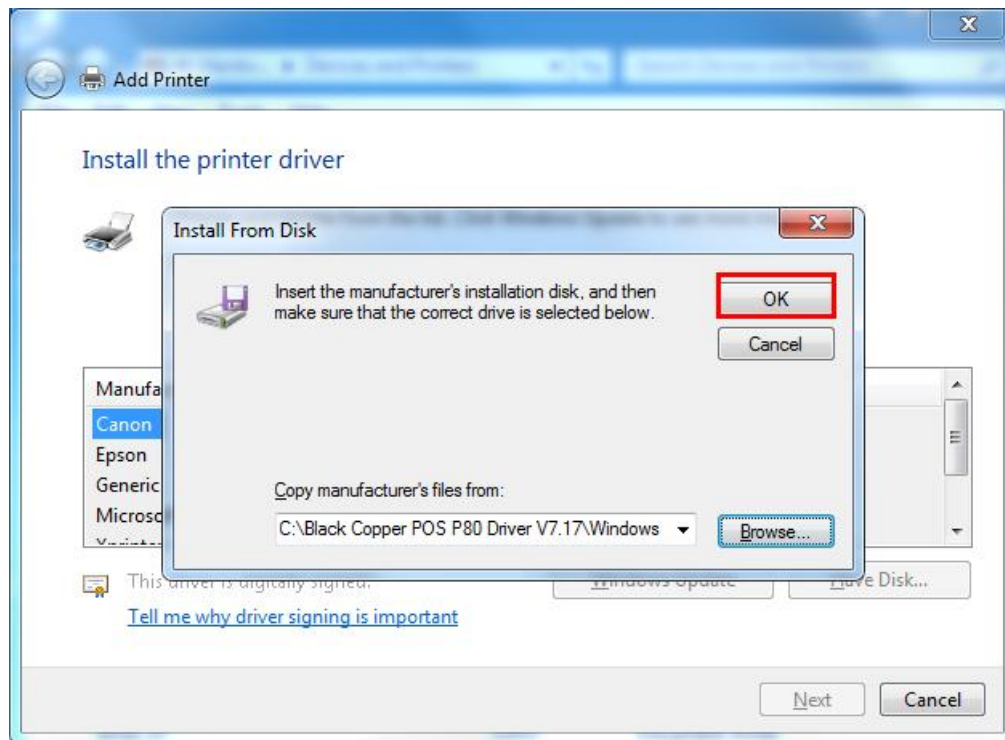 X
Add Printer
Install the printer driver
Install From Disk
X
Insert the manufacturer's installation disk, and then
make sure that the correct drive is selected below.
OK
Cancel
Manufa
Canon
Epson
Generic
Microso
Copy manufacturer's files from:
C:\Black Copper POS P80 Driver V7.17\Windows
Browse...
This driver is digitally signed.
Windows Update
Have Disk...
Tell me why driver signing is important
Next
Cancel